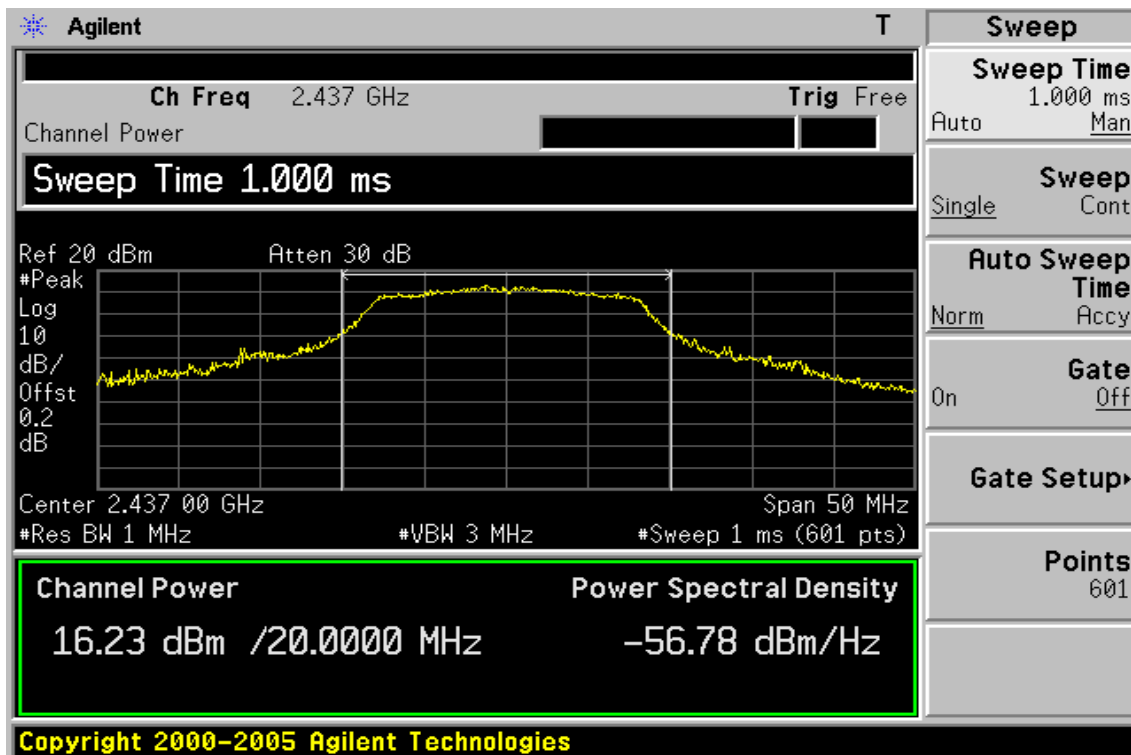 Agilent T
Ch Freq 2.437 GHz Trig Free
Channel Power
Sweep Time 1.000 ms
Ref 20 dBm Atten 30 dB
#Peak
Log
10
dB/
Offst
0.2
dB
Center 2.437 00 GHz Span 50 MHz
#Res BW 1 MHz #VBW 3 MHz #Sweep 1 ms (601 pts)
Channel Power Power Spectral Density
16.23 dBm /20.0000 MHz -56.78 dBm/Hz
Copyright 2000-2005 Agilent Technologies
Sweep
Sweep Time
1.000 ms
Auto Man
Sweep
Single Cont
Auto Sweep
Time
Norm Accy
Gate
On Off
Gate Setup
Points
601